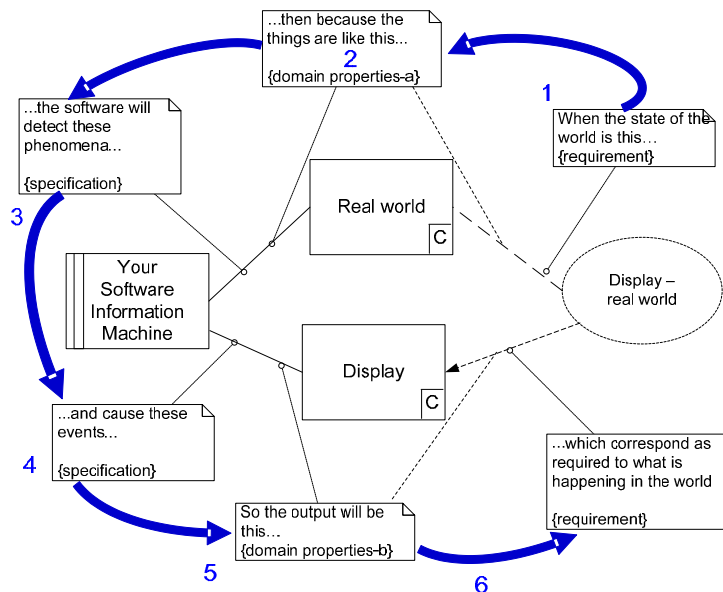 ...then because the
things are like this...
2
{domain properties-a}
1
When the state of the
world is this...
{requirement}
...the software will
detect these
phenomena...
{specification}
3
Real world
C
Your
Software
Information
Machine
Display –
real world
Display
C
...and cause these
events...
{specification}
4
...which correspond as
required to what is
happening in the world
{requirement}
So the output will be
this...
{domain properties-b}
5
6